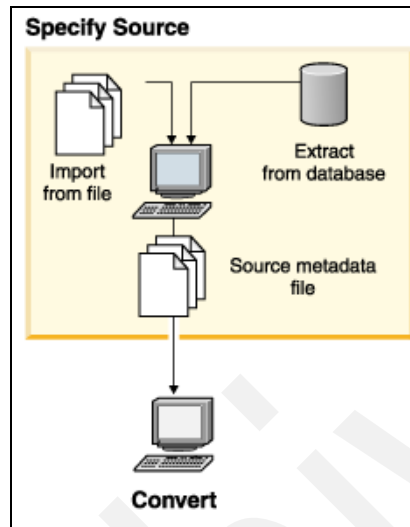 Specify Source
Import
from file
Extract
from database
Source metadata
file
Convert